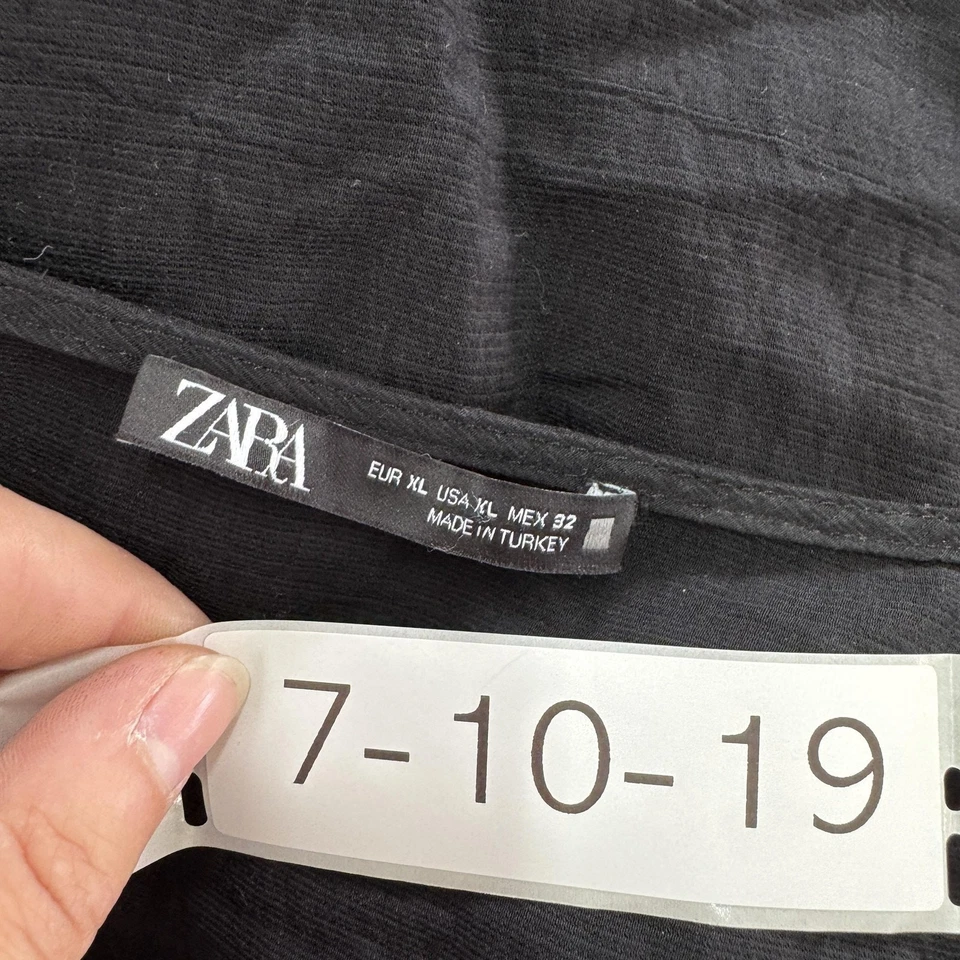 ZARA
EUR XL USA XL MEX 32
MADE IN TURKEY
7-10-19